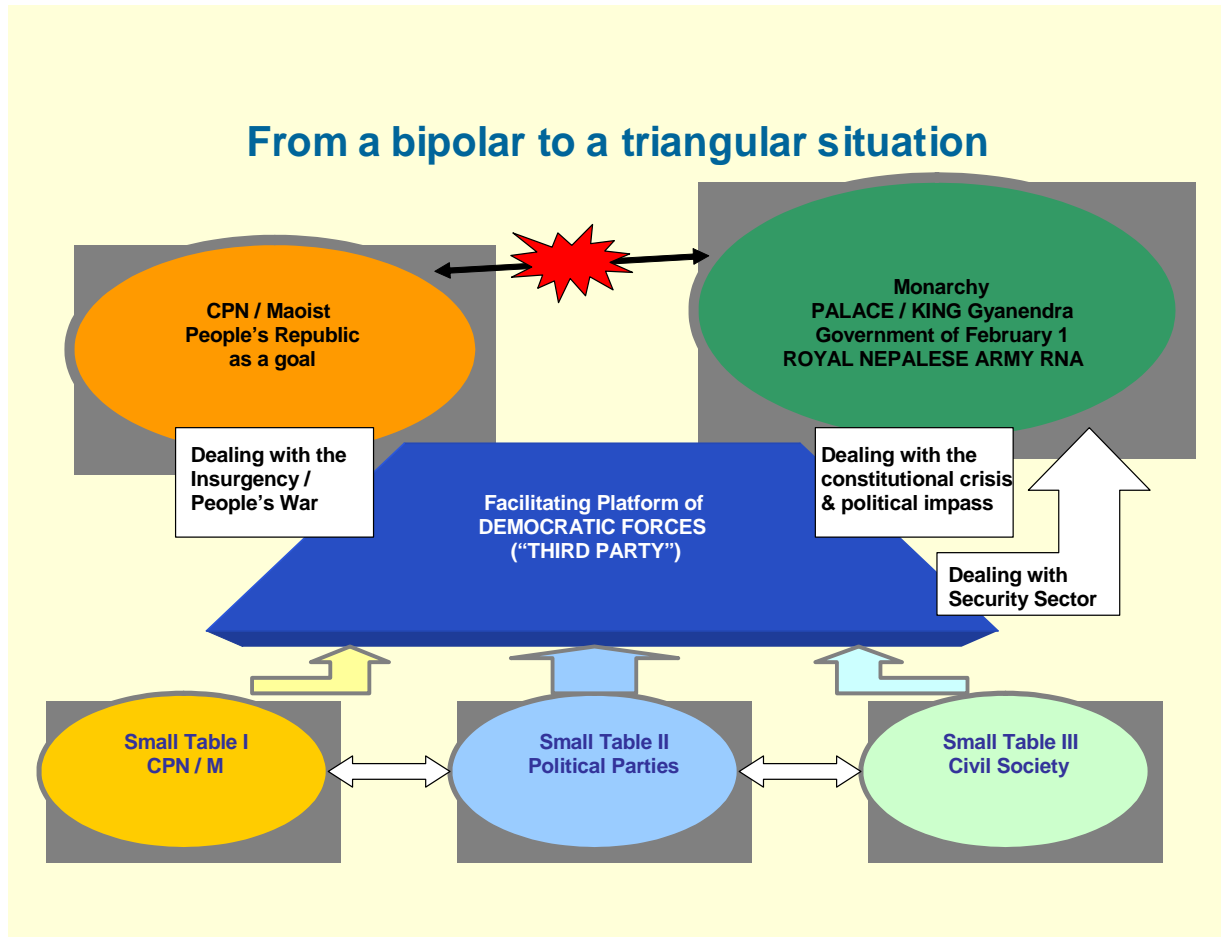 From a bipolar to a triangular situation
CPN / Maoist
People's Republic
as a goal
Monarchy
PALACE / KING Gyanendra
Government of February 1
ROYAL NEPALESE ARMY RNA
Dealing with the
Insurgency /
People's War
Facilitating Platform of
DEMOCRATIC FORCES
("THIRD PARTY")
Dealing with the
constitutional crisis
& political impass
Dealing with
Security Sector
Small Table I
CPN / M
Small Table II
Political Parties
Small Table III
Civil Society